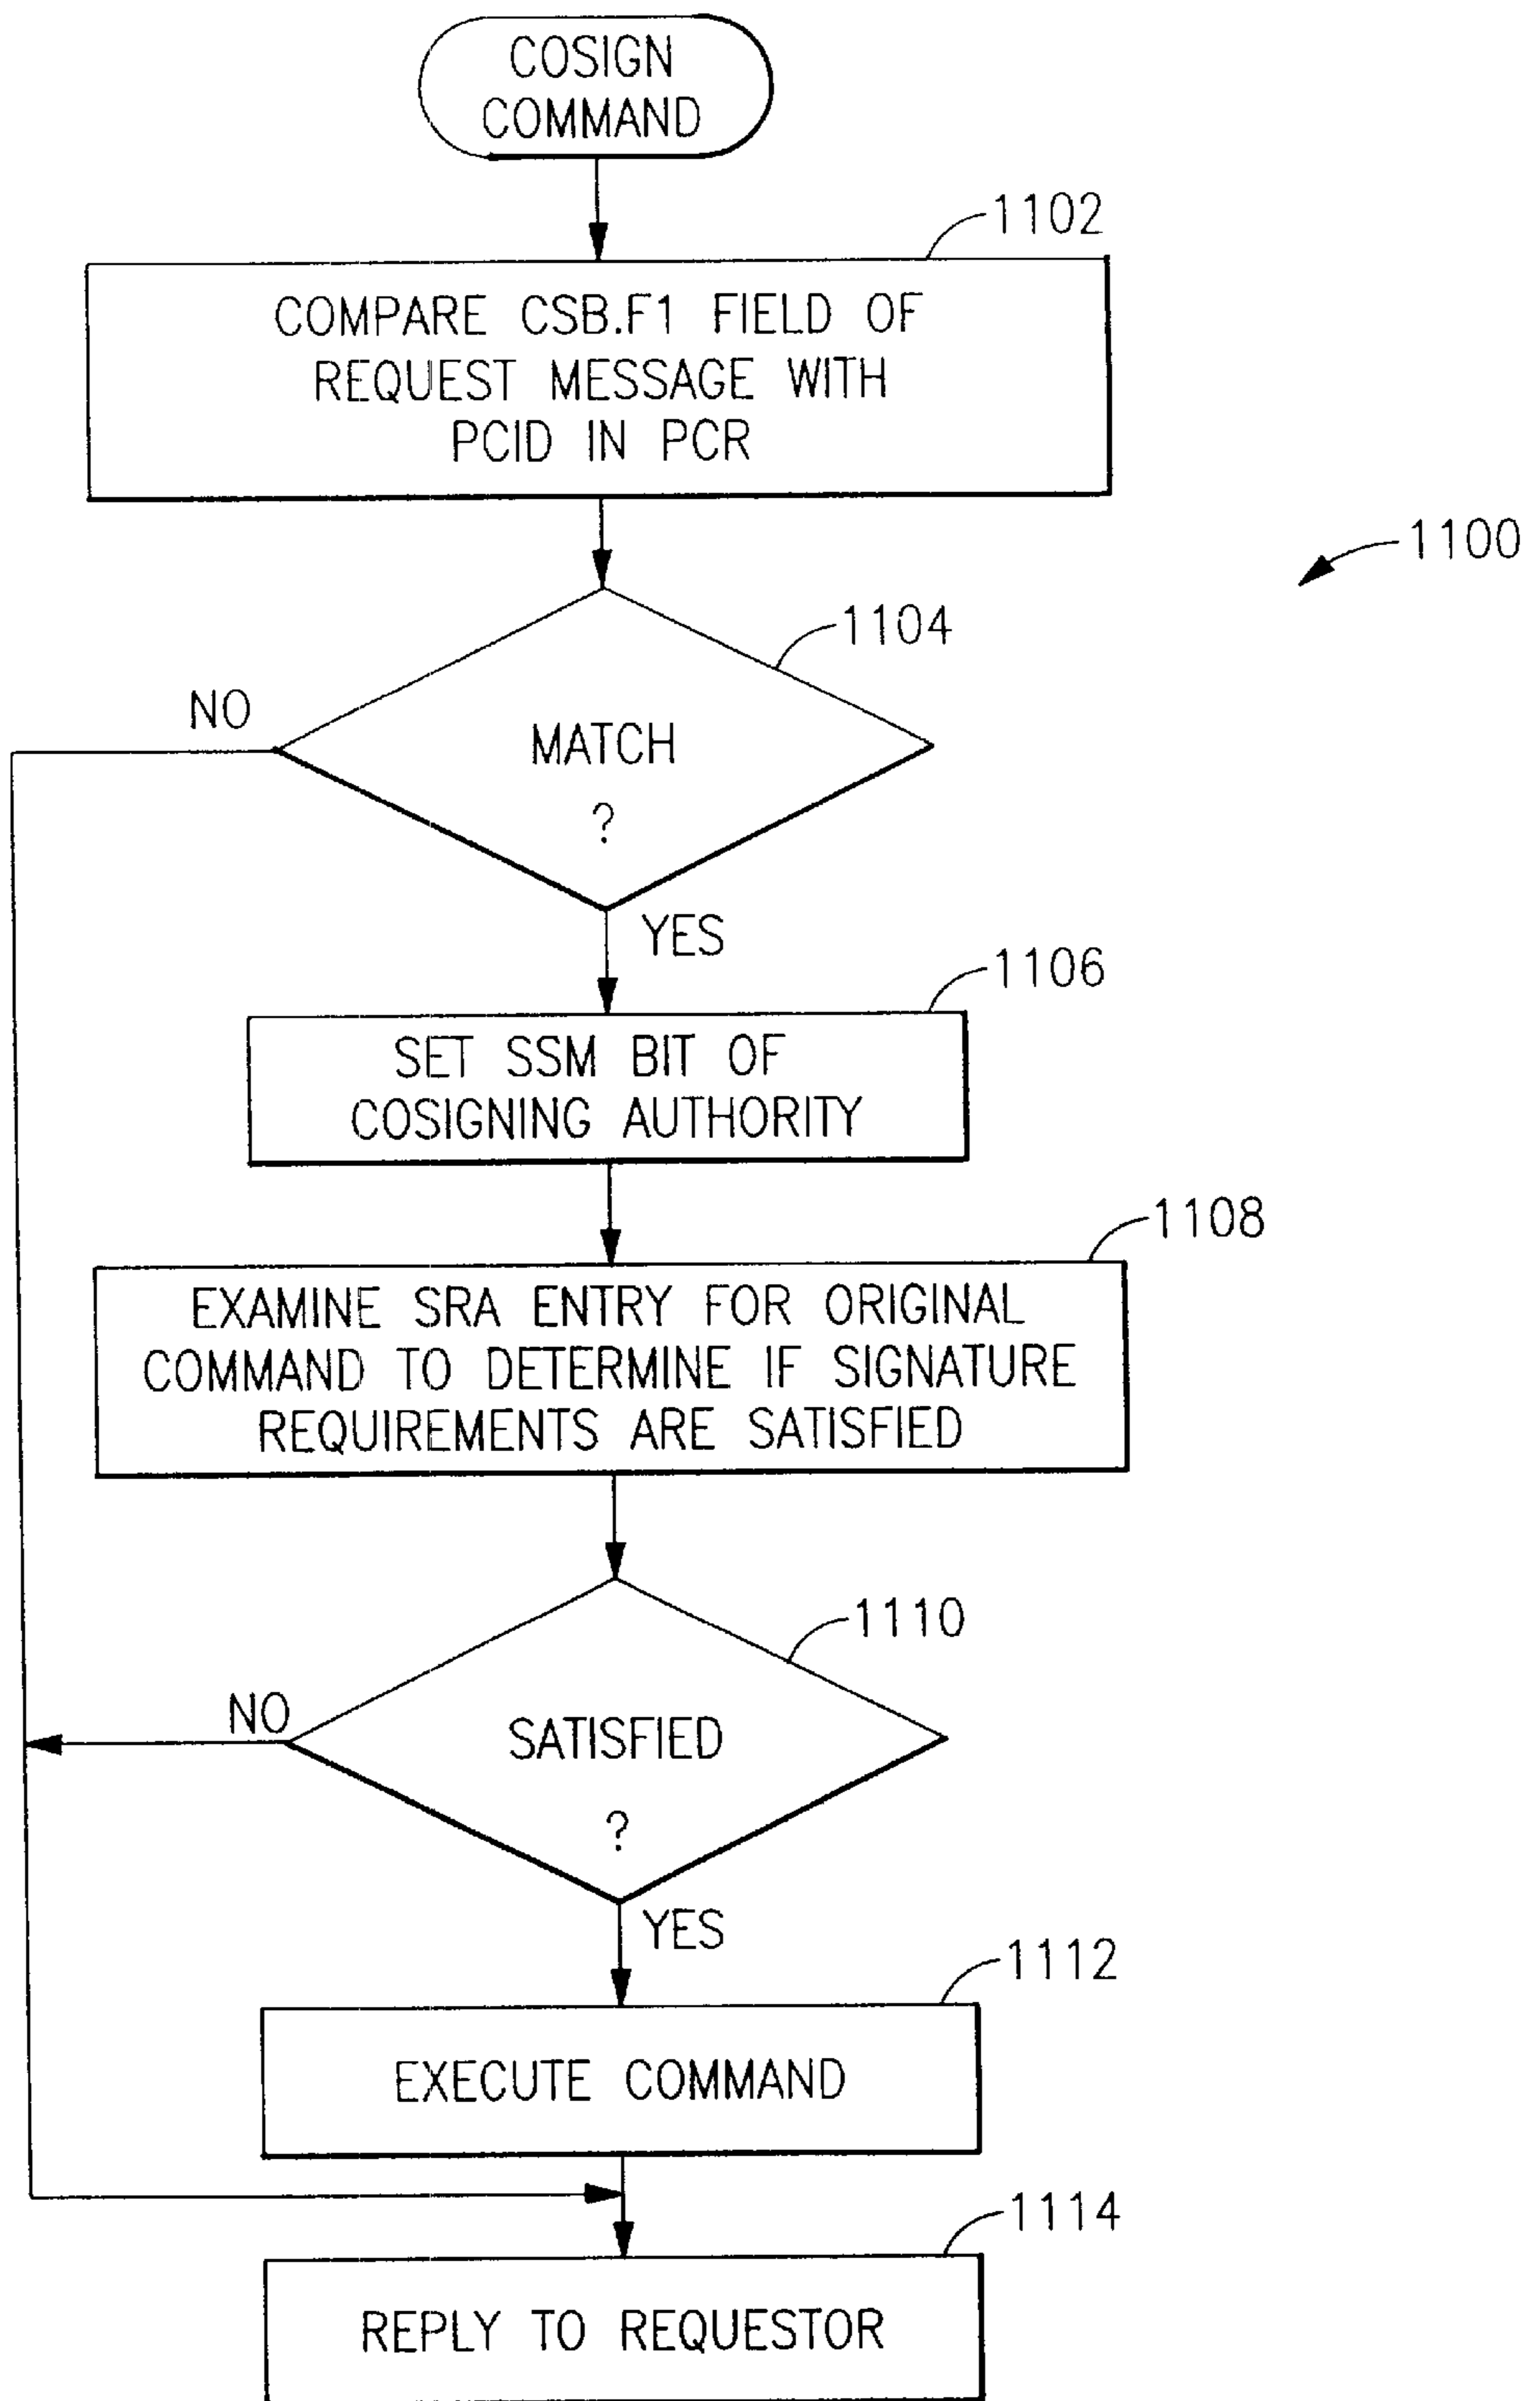 COSIGN
COMMAND
1102
COMPARE CSB.F1 FIELD OF
REQUEST MESSAGE WITH
PCID IN PCR
1100
1104
NO
MATCH
?
YES
1106
SET SSM BIT OF
COSIGNING AUTHORITY
1108
EXAMINE SRA ENTRY FOR ORIGINAL
COMMAND TO DETERMINE IF SIGNATURE
REQUIREMENTS ARE SATISFIED
1110
NO
SATISFIED
?
YES
1112
EXECUTE COMMAND
1114
REPLY TO REQUESTOR